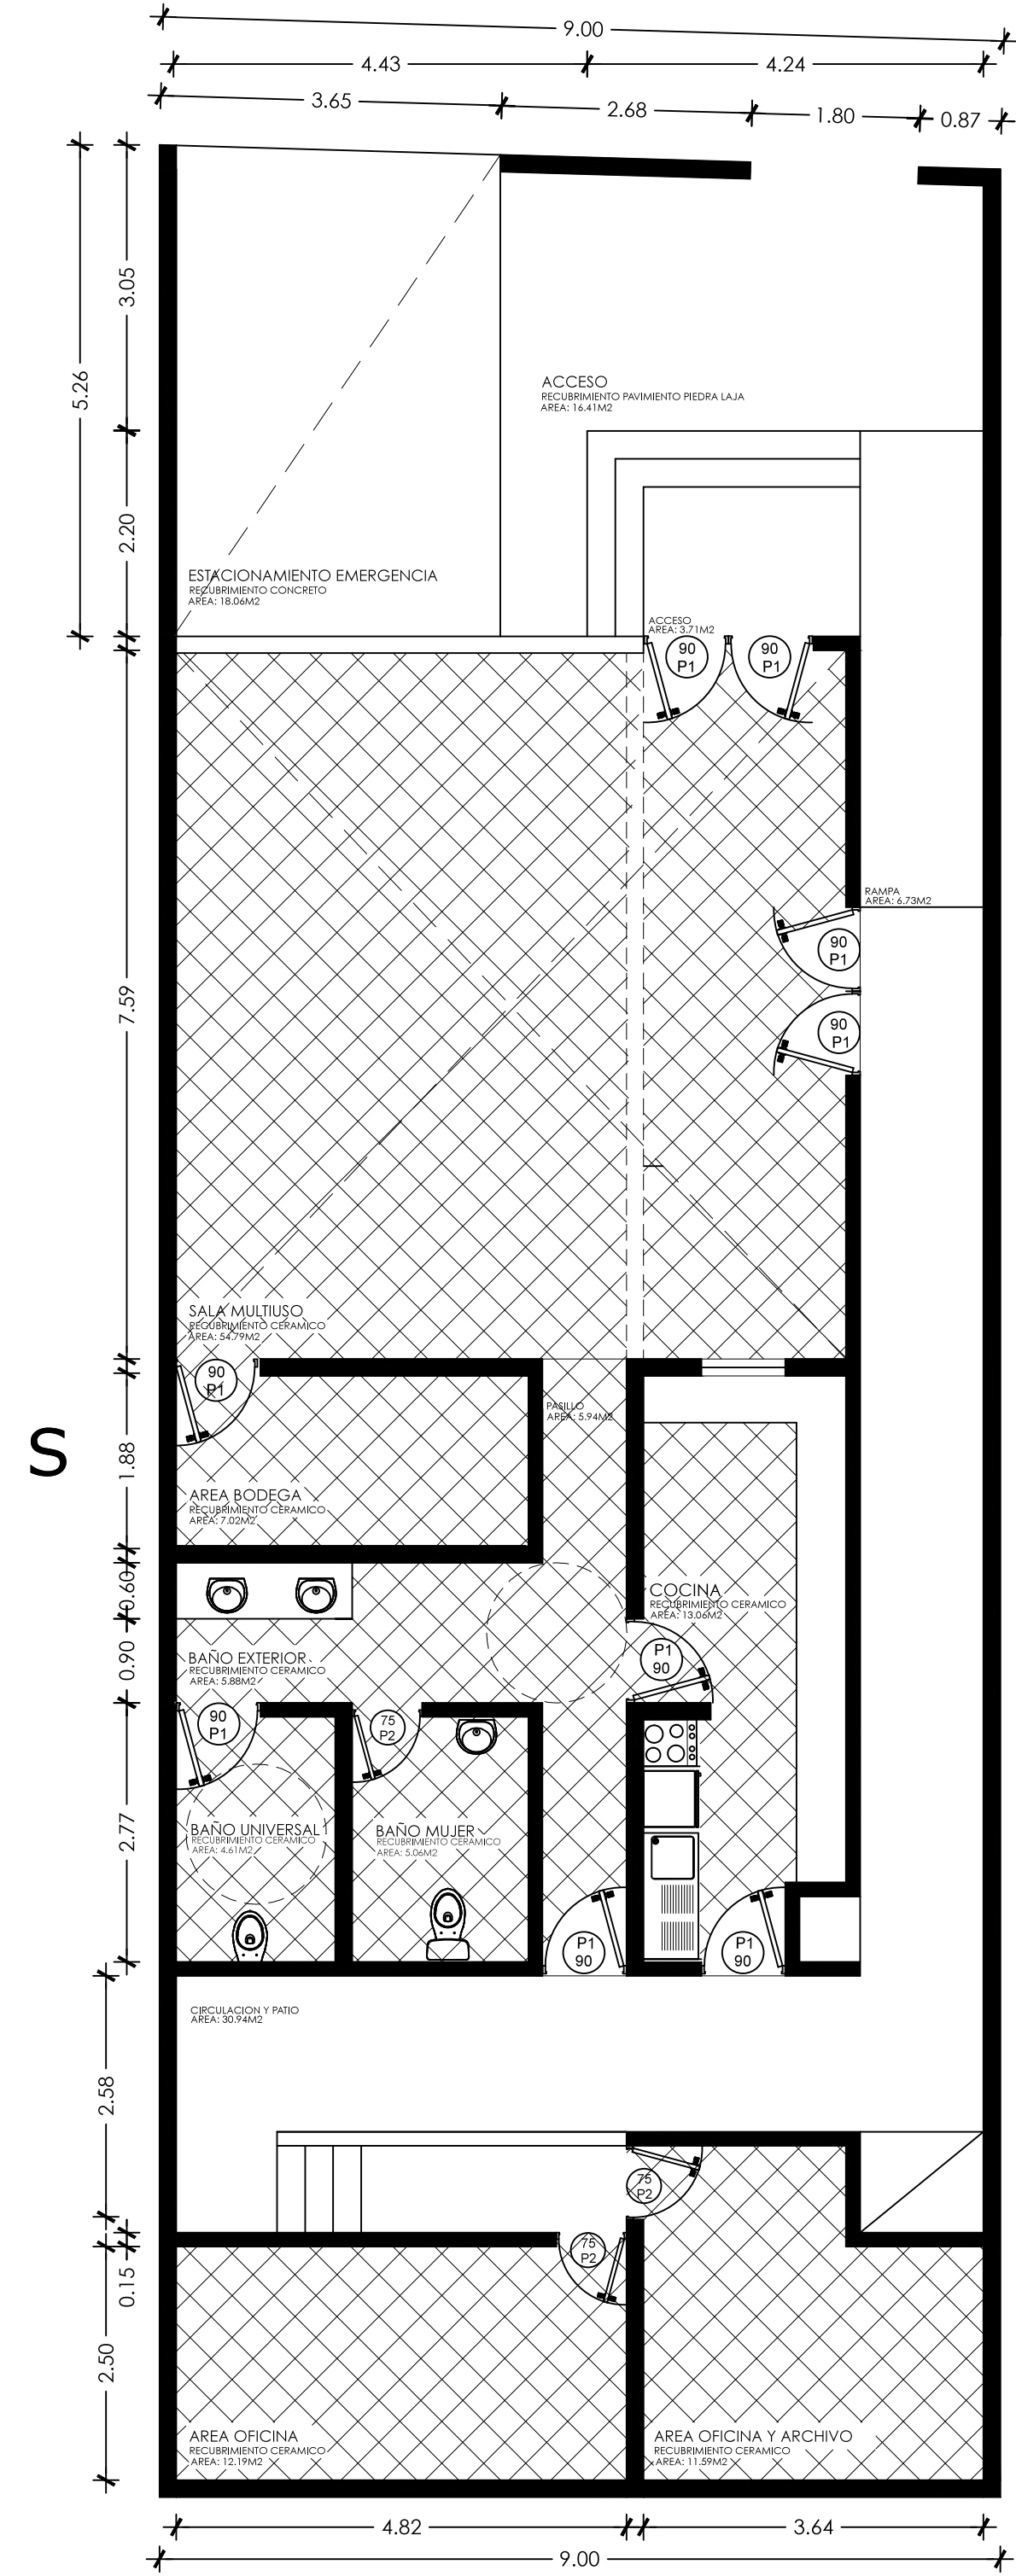 9.00
4.43
4.24
3.65
2.68
1.80
0.87
3.05
5.26
ACCESO
RECUBRIMIENTO PAVIMIENTO PIEDRA LAJA
AREA: 16.41M2
2.20
ESTACIONAMIENTO EMERGENCIA
RECUBRIMIENTO CONCRETO
AREA: 18.06M2
ACCESO
AREA: 3.71M2
90
P1
90
P1
RAMPA
AREA: 6.73M2
90
P1
7.59
90
P1
SALA MULTIUSO
RECUBRIMIENTO CERAMICO
AREA: 54.79M2
90
P1
PASILLO
AREA: 5.94M2
S
1.88
AREA BODEGA
RECUBRIMIENTO CERAMICO
AREA: 7.02M2
0.60
COCINA
RECUBRIMIENTO CERAMICO
AREA: 13.06M2
0.90
BAÑO EXTERIOR
RECUBRIMIENTO CERAMICO
AREA: 5.88M2
P1
90
90
P1
75
P2
2.77
BAÑO UNIVERSAL
RECUBRIMIENTO CERAMICO
AREA: 4.61M2
BAÑO MUJER
RECUBRIMIENTO CERAMICO
AREA: 5.06M2
P1
90
P1
90
CIRCULACION Y PATIO
AREA: 30.94M2
2.58
75
P2
75
P2
0.15
2.50
AREA OFICINA
RECUBRIMIENTO CERAMICO
AREA: 12.19M2
AREA OFICINA Y ARCHIVO
RECUBRIMIENTO CERAMICO
AREA: 11.59M2
4.82
3.64
9.00